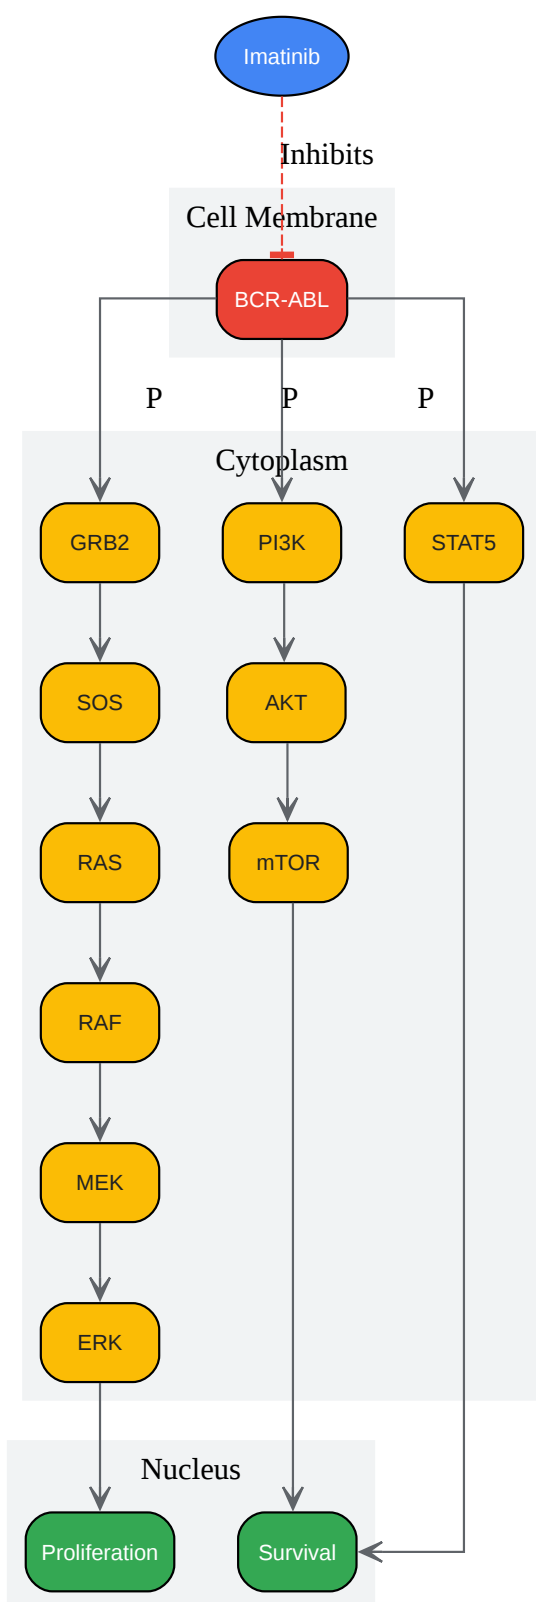 Imatinib
Inhibits
Cell Membrane
BCR-ABL
P P P
Cytoplasm
GRB2 PI3K STAT5
SOS AKT
RAS mTOR
RAF
MEK
ERK
Nucleus
Proliferation Survival